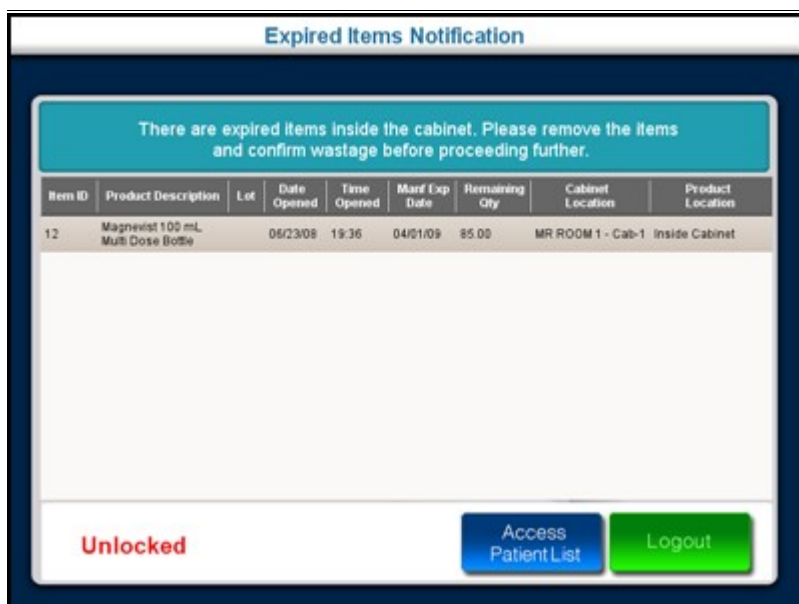 Expired Items Notification
There are expired items inside the cabinet. Please remove the items
and confirm wastage before proceeding further.
Item ID Product Description Lot Date Opened Time Opened Manf Exp Date Remaining Qty Cabinet Location Product Location
12 Magnevist 100 mL Multi Dose Bottle 06/23/08 19:36 04/01/09 85.00 MR ROOM 1 - Cab-1 Inside Cabinet
Unlocked
Access
Patient List
Logout